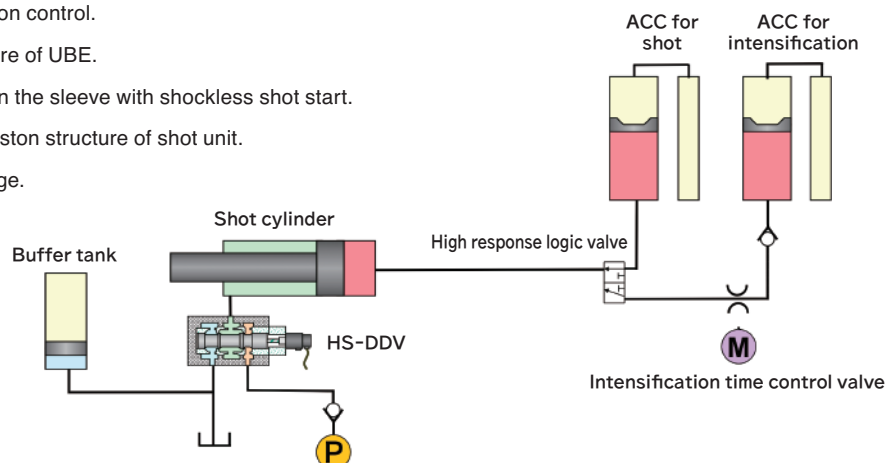 on control.
re of UBE.
n the sleeve with shockless shot start.
ston structure of shot unit.
ge.
ACC for
shot
ACC for
intensification
Shot cylinder
High response logic valve
Buffer tank
HS-DDV
M
Intensification time control valve
P